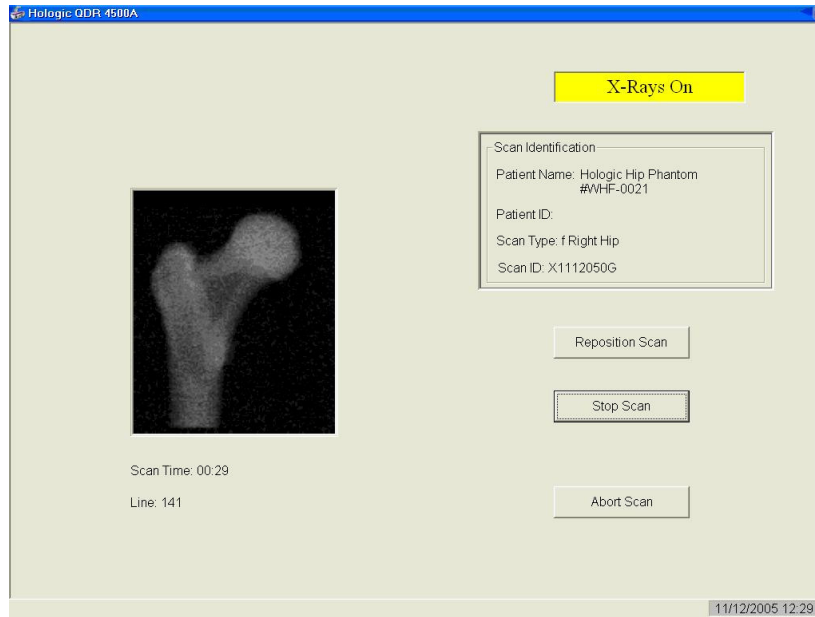 Hologic QDR 4500A
X-Rays On
Scan Identification
Patient Name: Hologic Hip Phantom
#WHF-0021
Patient ID:
Scan Type: f Right Hip
Scan ID: X1112050G
Reposition Scan
Stop Scan
Scan Time: 00:29
Line: 141
Abort Scan
11/12/2005 12:29